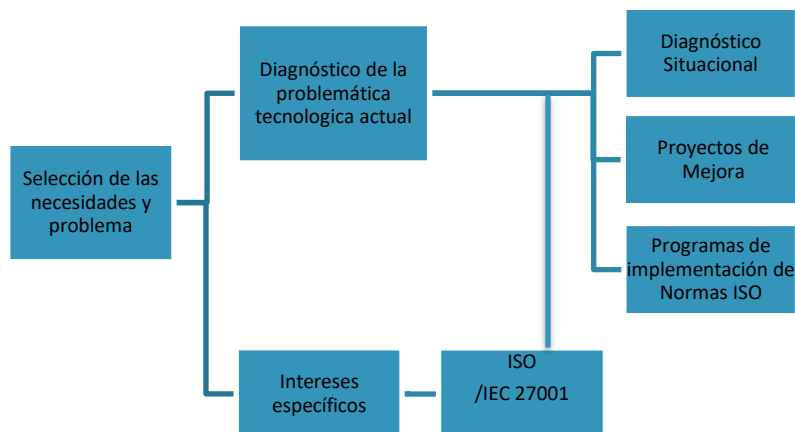 Selección de las
necesidades y
problema
Diagnóstico de la
problemática
tecnologica actual
Intereses
específicos
ISO
/IEC 27001
Diagnóstico
Situacional
Proyectos de
Mejora
Programas de
implementación de
Normas ISO